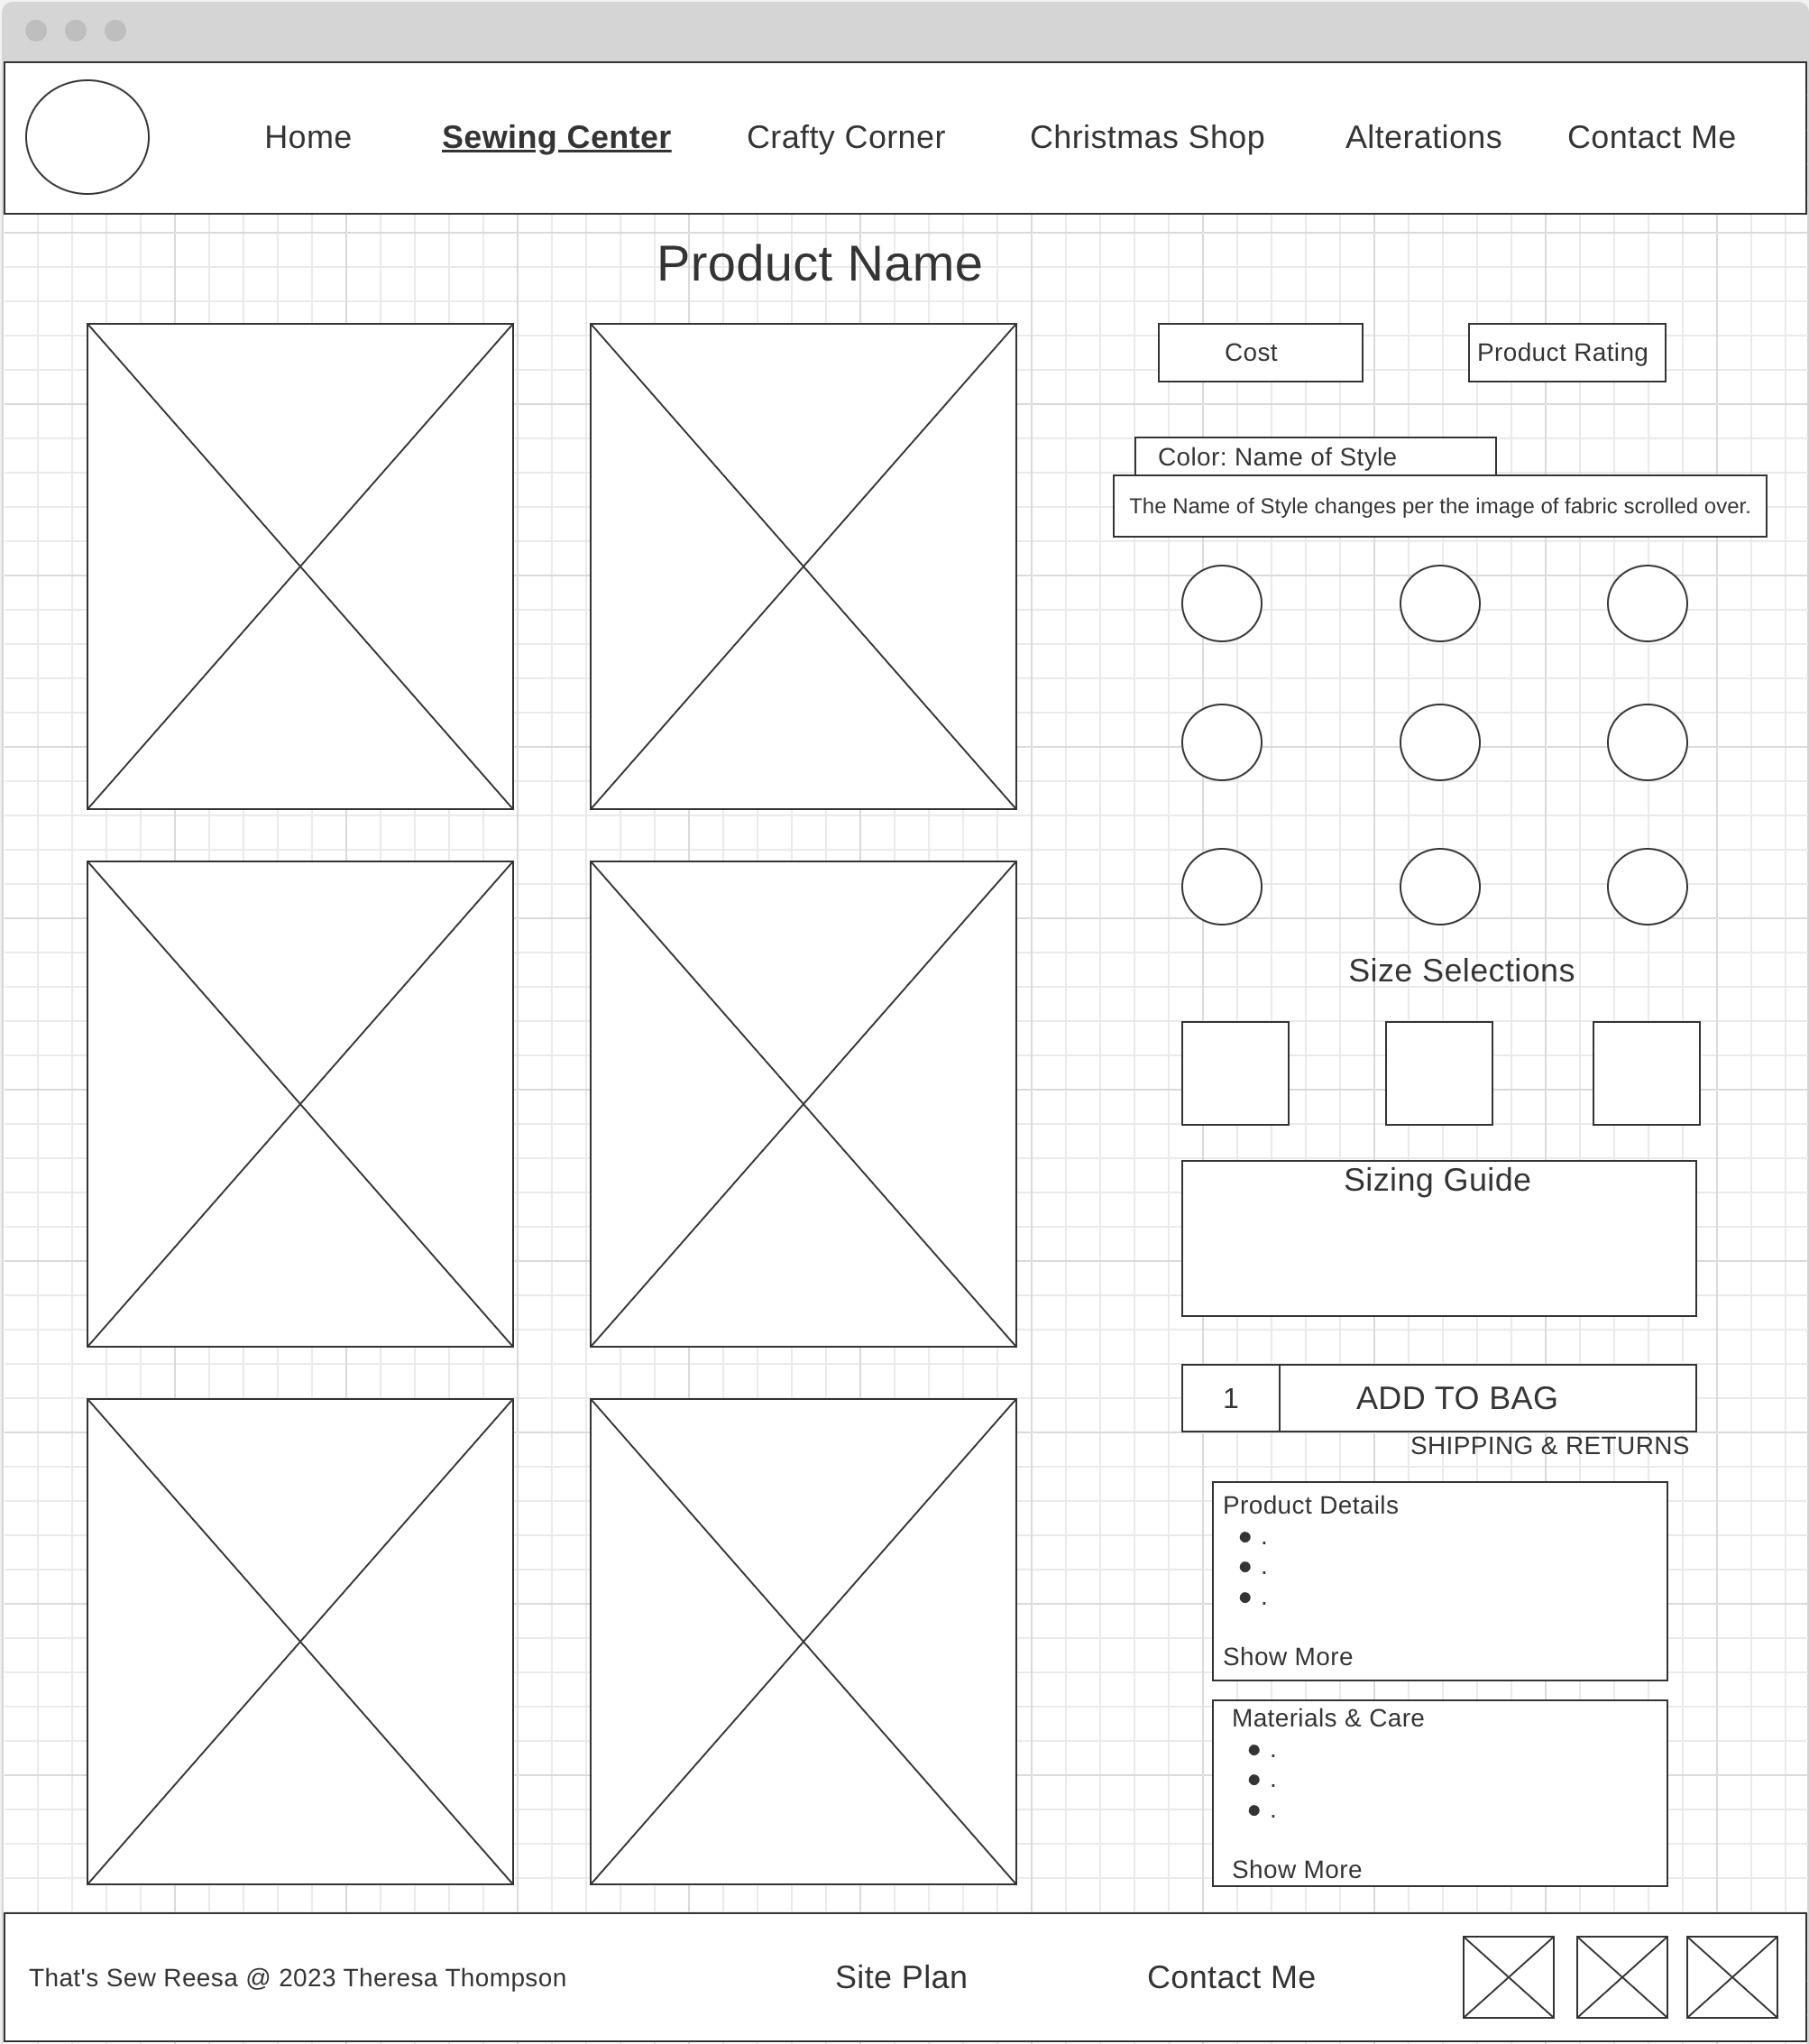 Home Sewing Center Crafty Corner Christmas Shop Alterations Contact Me
Product Name
Cost
Product Rating
Color: Name of Style
The Name of Style changes per the image of fabric scrolled over.
Size Selections
Sizing Guide
1 ADD TO BAG
SHIPPING & RETURNS
Product Details
• .
• .
• .
Show More
Materials & Care
• .
• .
• .
Show More
That's Sew Reesa @ 2023 Theresa Thompson Site Plan Contact Me